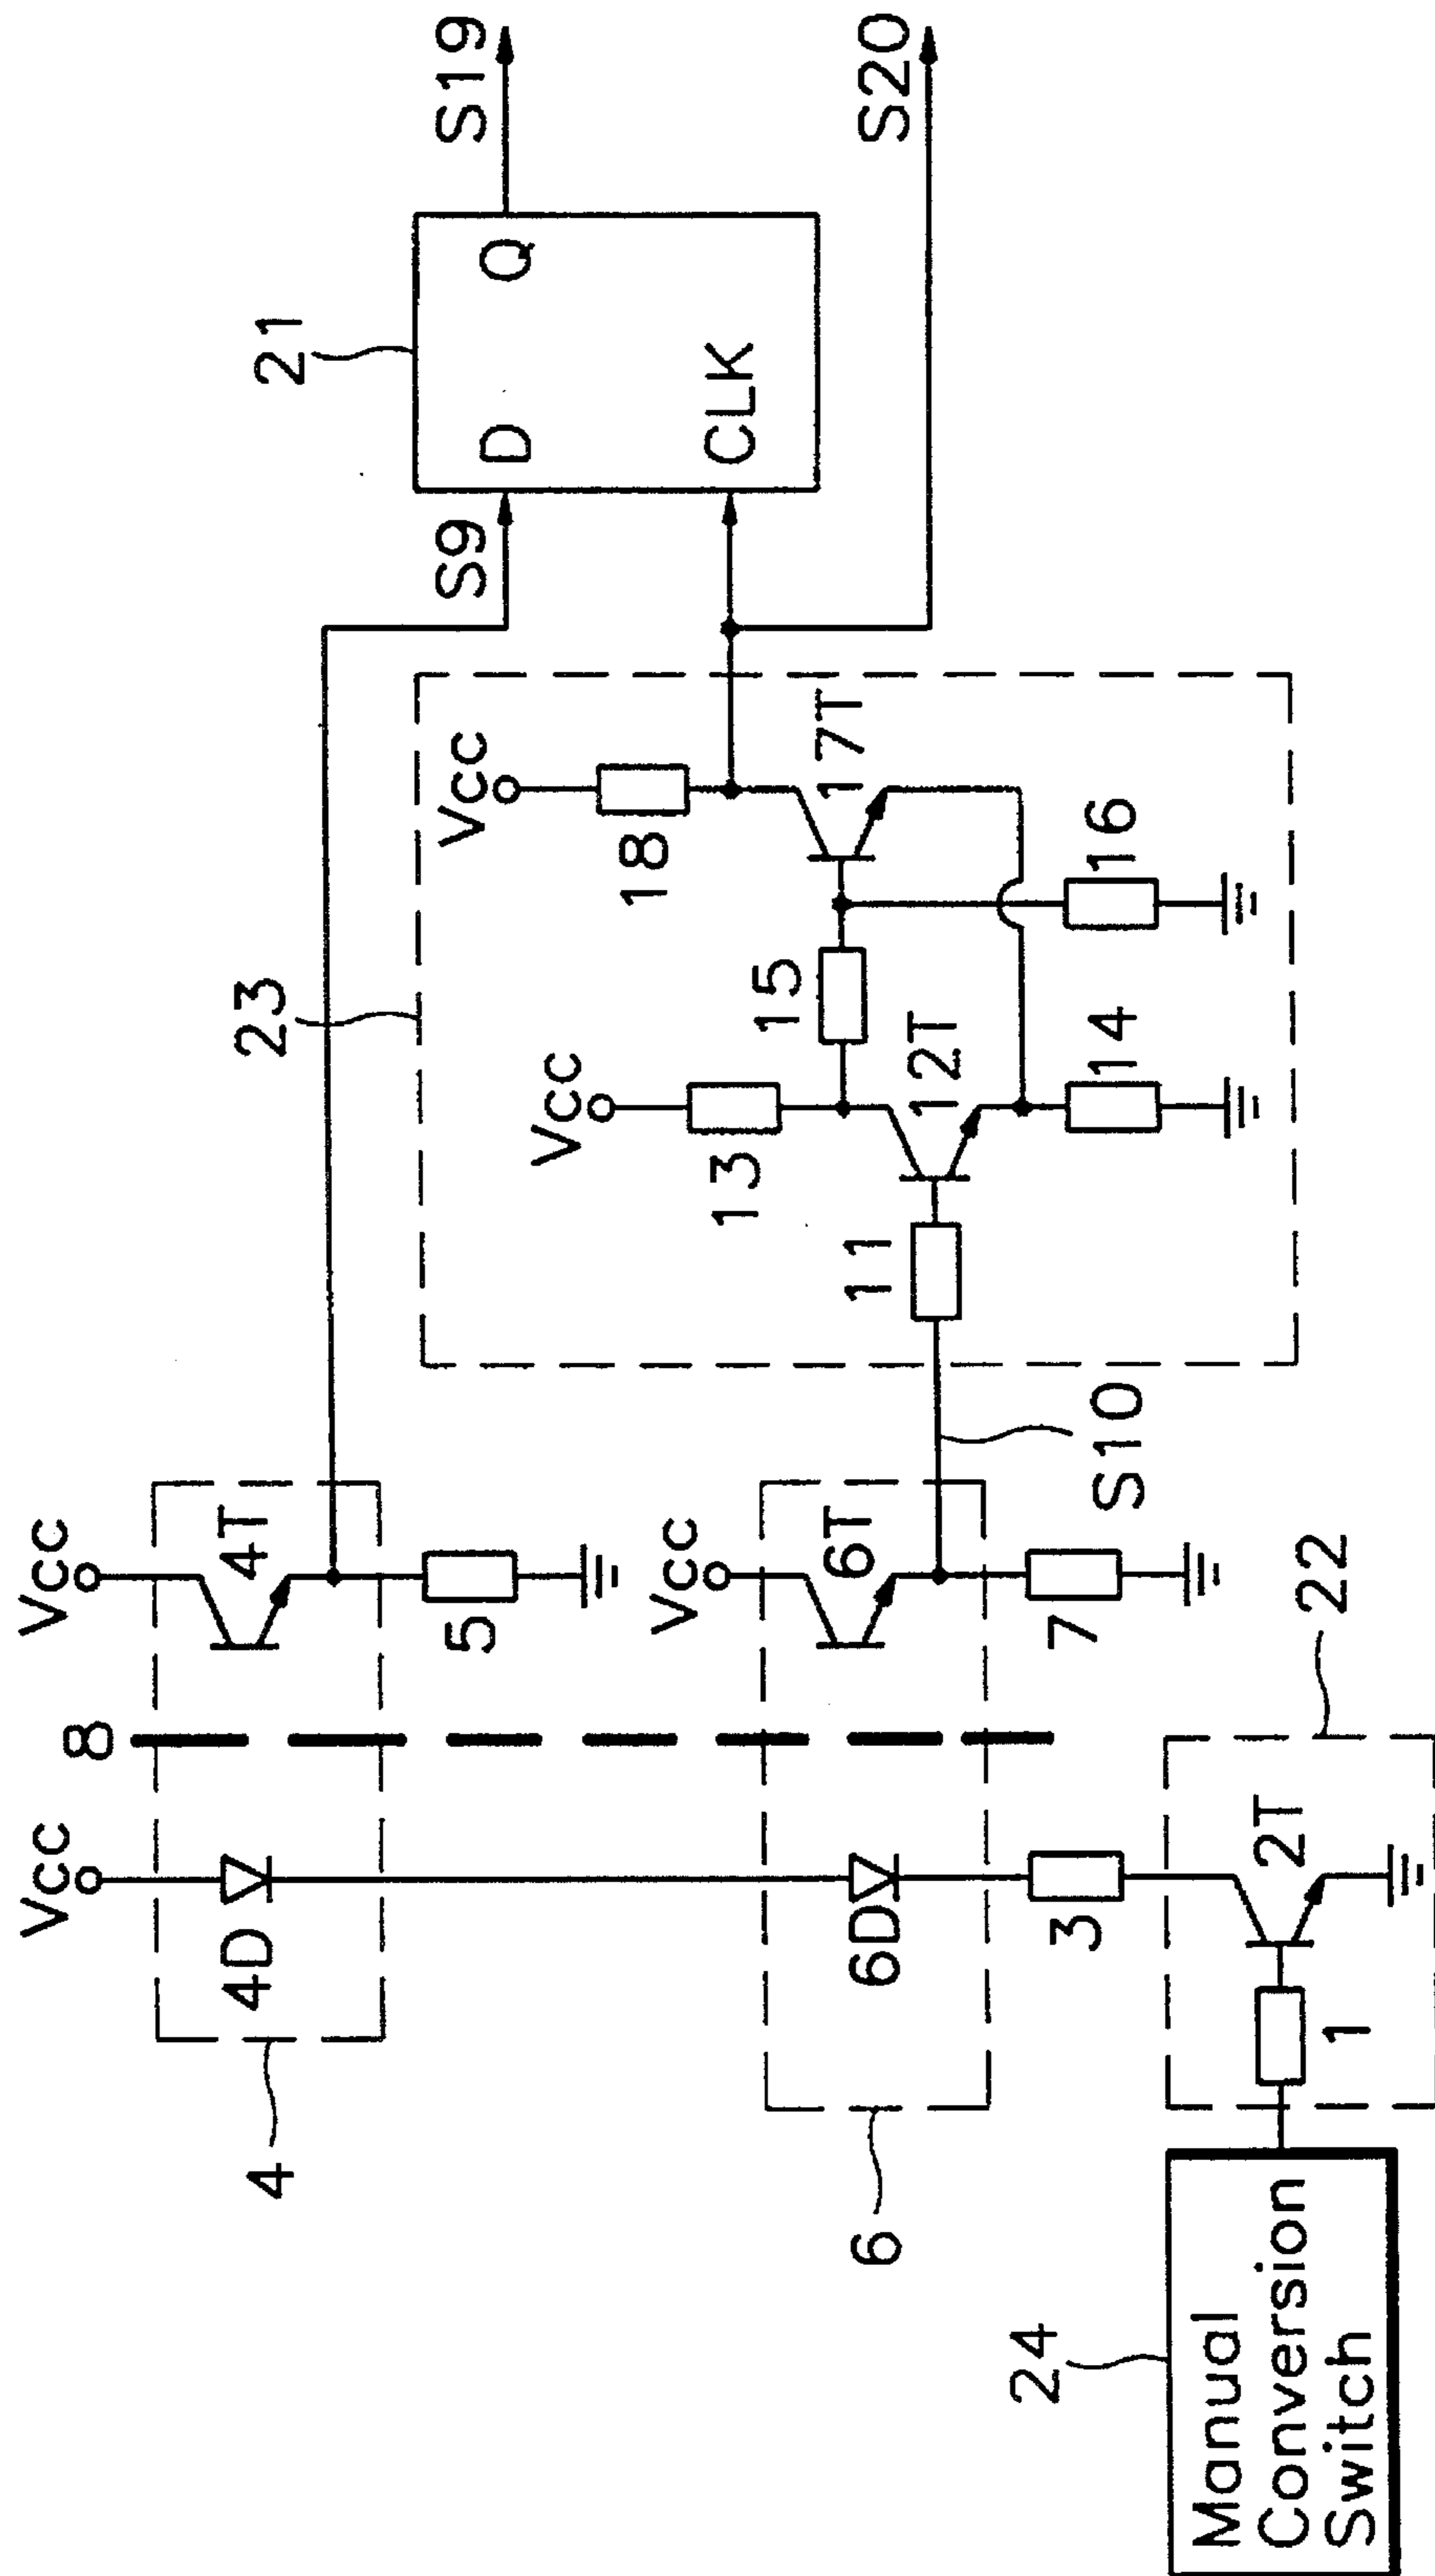 Vcc
Vcc
8
4D
4T
4
5
23
Vcc
Vcc
6D
6T
6
7
S10
3
22
2T
1
24
Manual
Conversion
Switch
Vcc
13
11
12T
14
15
16
Vcc
18
17T
S9
21
D
Q
CLK
S19
S20